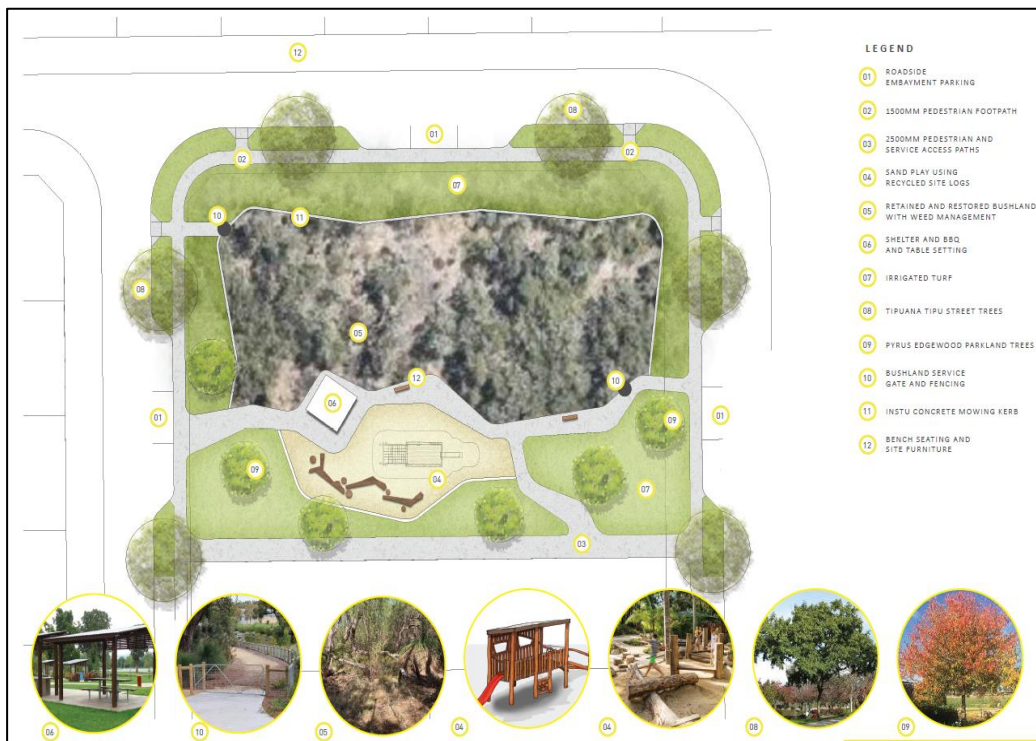 12
08
01
02
02
07
10
11
08
05
12
10
06
01
01
09
09
04
07
03
LEGEND
01 ROADSIDE
EMBAYMENT PARKING
02 1500MM PEDESTRIAN FOOTPATH
03 2500MM PEDESTRIAN AND
SERVICE ACCESS PATHS
04 SAND PLAY USING
RECYCLED SITE LOGS
05 RETAINED AND RESTORED BUSHLAND
WITH WEED MANAGEMENT
06 SHELTER AND BBQ
AND TABLE SETTING
07 IRRIGATED TURF
08 TIPUANA TIPU STREET TREES
09 PYRUS EDGEWOOD PARKLAND TREES
10 BUSHLAND SERVICE
GATE AND FENCING
11 INSTU CONCRETE MOWING KERB
12 BENCH SEATING AND
SITE FURNITURE
06
10
05
04
04
08
09